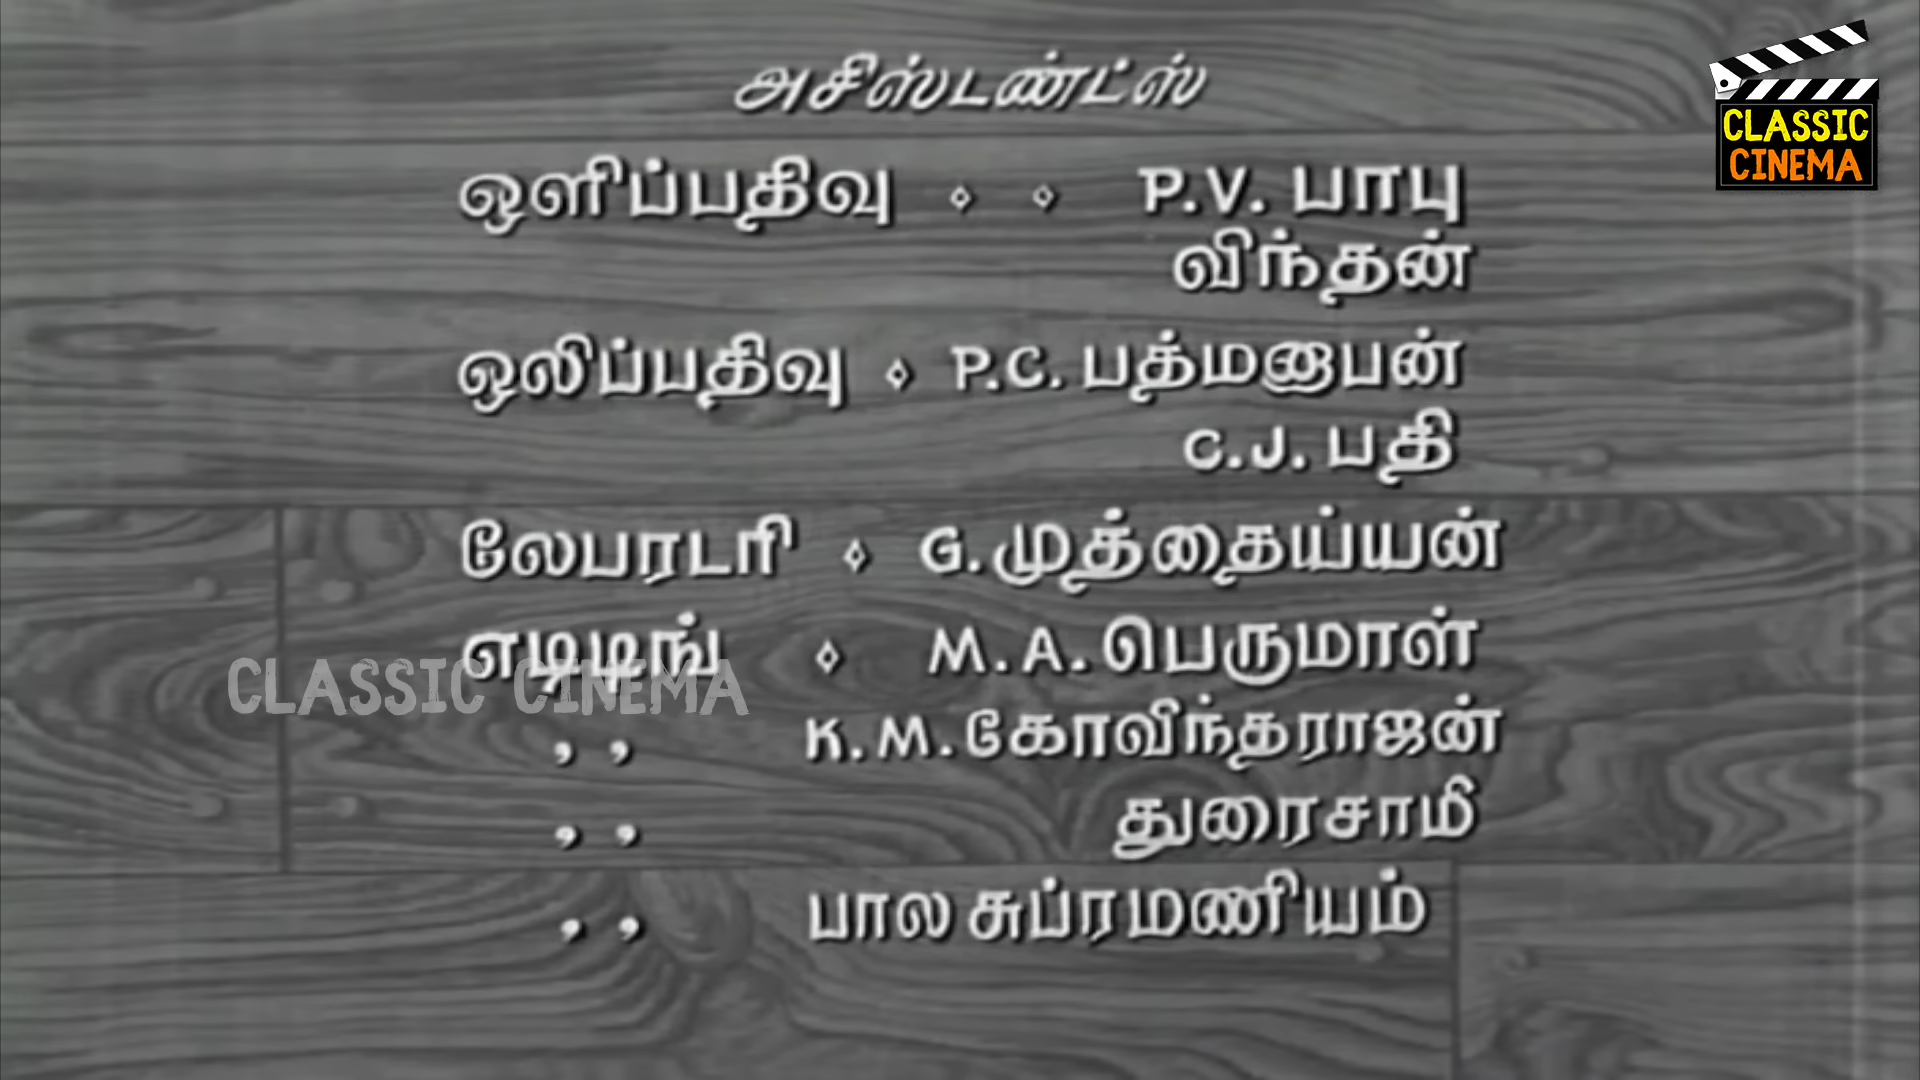 அசிஸ்டண்ட்ஸ்
CLASSIC
CINEMA
ஒளிப்பதிவு ⬦ ⬦ P.V. பாபு
விந்தன்
ஒலிப்பதிவு ⬦ P.C. பத்மனாபன்
C.J. பதி
லேபரடரி ⬦ G. முத்தைய்யன்
எடிடிங் ⬦ M.A. பெருமாள்
CLASSIC CINEMA
,, K.M. கோவிந்தராஜன்
,, துரைசாமி
,, பால சுப்ரமணியம்